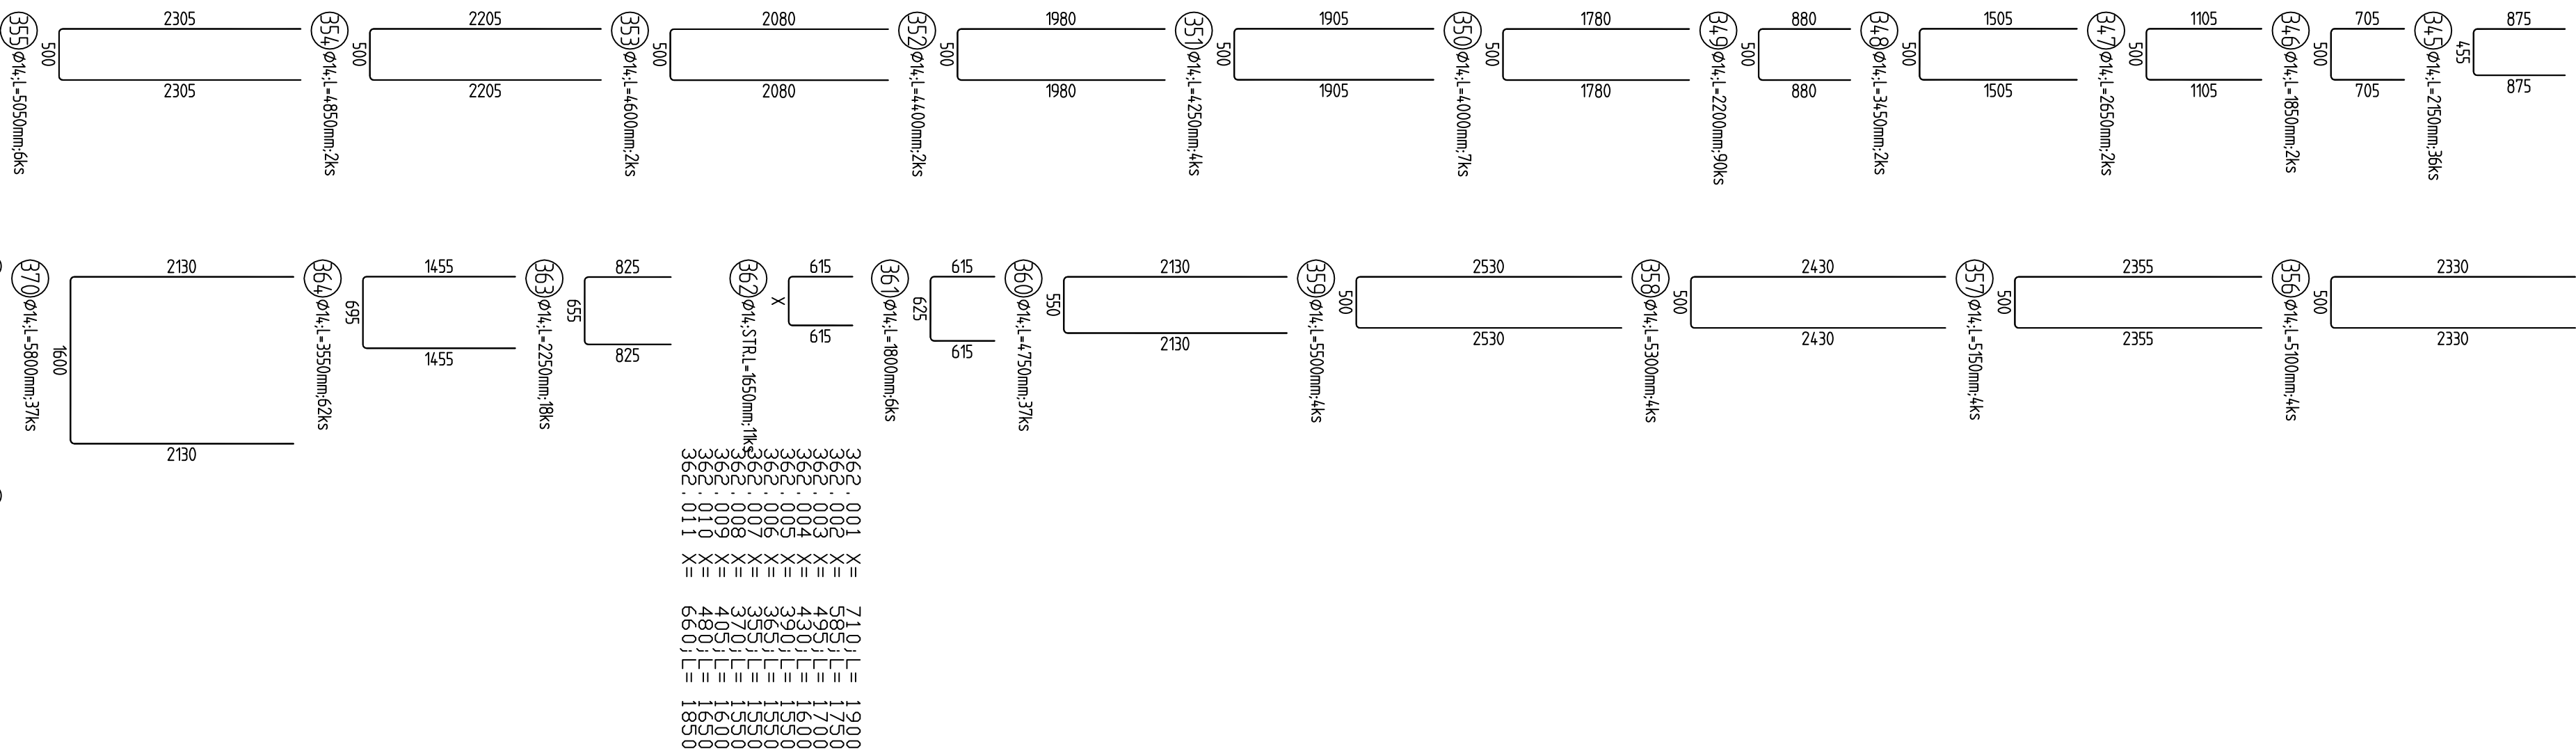 355 ø14;L=5050mm;6ks
2305
500
2305
354 ø14;L=4850mm;2ks
2205
500
2205
353 ø14;L=4600mm;2ks
2080
500
2080
352 ø14;L=4400mm;2ks
1980
500
1980
351 ø14;L=4250mm;4ks
1905
500
1905
350 ø14;L=4000mm;7ks
1780
500
1780
349 ø14;L=2200mm;90ks
880
500
880
348 ø14;L=3450mm;2ks
1505
500
1505
347 ø14;L=2650mm;2ks
1105
500
1105
346 ø14;L=1850mm;2ks
705
500
705
345 ø14;L=2150mm;36ks
875
455
875
370 ø14;L=5800mm;37ks
2130
1600
2130
364 ø14;L=3550mm;62ks
1455
695
1455
363 ø14;L=2250mm;18ks
825
655
825
362 ø14;STR.L=1650mm;11ks
615
X
615
361 ø14;L=1800mm;6ks
615
625
615
360 ø14;L=4750mm;37ks
2130
550
2130
359 ø14;L=5500mm;4ks
2530
500
2530
358 ø14;L=5300mm;4ks
2430
500
2430
357 ø14;L=5150mm;4ks
2355
500
2355
356 ø14;L=5100mm;4ks
2330
500
2330
362.001 X= 710;L= 1900
362.002 X= 585;L= 1750
362.003 X= 495;L= 1700
362.004 X= 430;L= 1600
362.005 X= 390;L= 1550
362.006 X= 365;L= 1550
362.007 X= 355;L= 1550
362.008 X= 370;L= 1550
362.009 X= 405;L= 1600
362.010 X= 480;L= 1650
362.011 X= 660;L= 1850